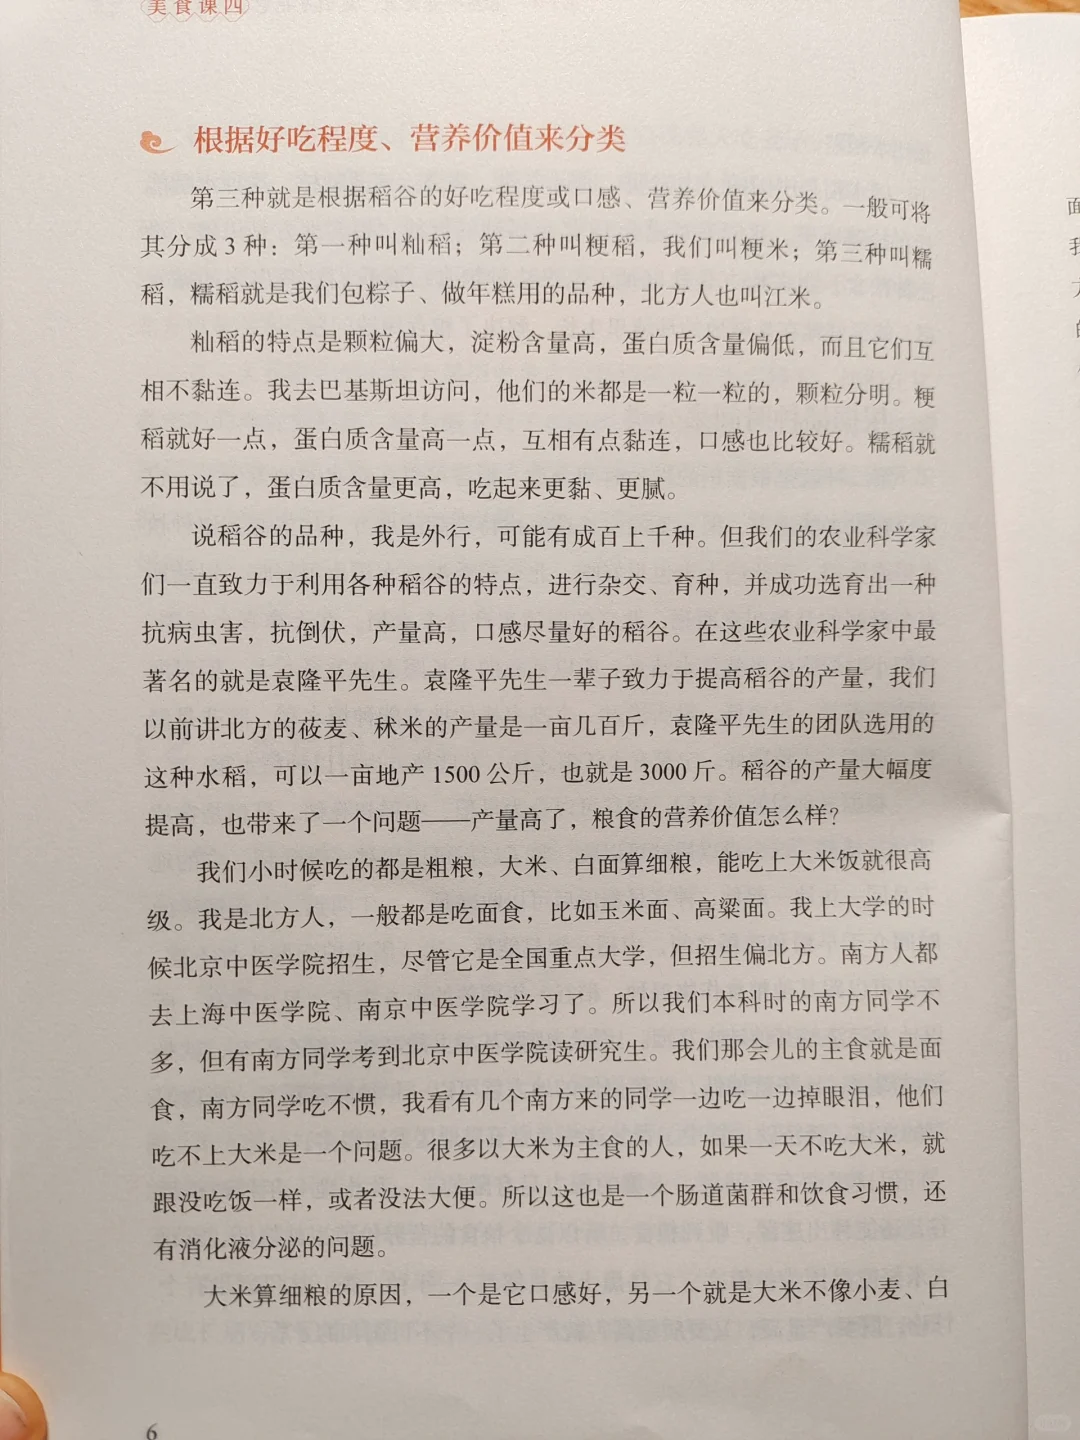 美食课四
根据好吃程度、营养价值来分类
第三种就是根据稻谷的好吃程度或口感、营养价值来分类。一般可将
其分成 3 种：第一种叫籼稻；第二种叫粳稻，我们叫粳米；第三种叫糯
稻，糯稻就是我们包粽子、做年糕用的品种，北方人也叫江米。
籼稻的特点是颗粒偏大，淀粉含量高，蛋白质含量偏低，而且它们互
相不黏连。我去巴基斯坦访问，他们的米都是一粒一粒的，颗粒分明。粳
稻就好一点，蛋白质含量高一点，互相有点黏连，口感也比较好。糯稻就
不用说了，蛋白质含量更高，吃起来更黏、更腻。
说稻谷的品种，我是外行，可能有成百上千种。但我们的农业科学家
们一直致力于利用各种稻谷的特点，进行杂交、育种，并成功选育出一种
抗病虫害，抗倒伏，产量高，口感尽量好的稻谷。在这些农业科学家中最
著名的就是袁隆平先生。袁隆平先生一辈子致力于提高稻谷的产量，我们
以前讲北方的莜麦、秫米的产量是一亩几百斤，袁隆平先生的团队选用的
这种水稻，可以一亩地产 1500 公斤，也就是 3000 斤。稻谷的产量大幅度
提高，也带来了一个问题——产量高了，粮食的营养价值怎么样？
我们小时候吃的都是粗粮，大米、白面算细粮，能吃上大米饭就很高
级。我是北方人，一般都是吃面食，比如玉米面、高粱面。我上大学的时
候北京中医学院招生，尽管它是全国重点大学，但招生偏北方。南方人都
去上海中医学院、南京中医学院学习了。所以我们本科时的南方同学不
多，但有南方同学考到北京中医学院读研究生。我们那会儿的主食就是面
食，南方同学吃不惯，我看有几个南方来的同学一边吃一边掉眼泪，他们
吃不上大米是一个问题。很多以大米为主食的人，如果一天不吃大米，就
跟没吃饭一样，或者没法大便。所以这也是一个肠道菌群和饮食习惯，还
有消化液分泌的问题。
大米算细粮的原因，一个是它口感好，另一个就是大米不像小麦、白
6